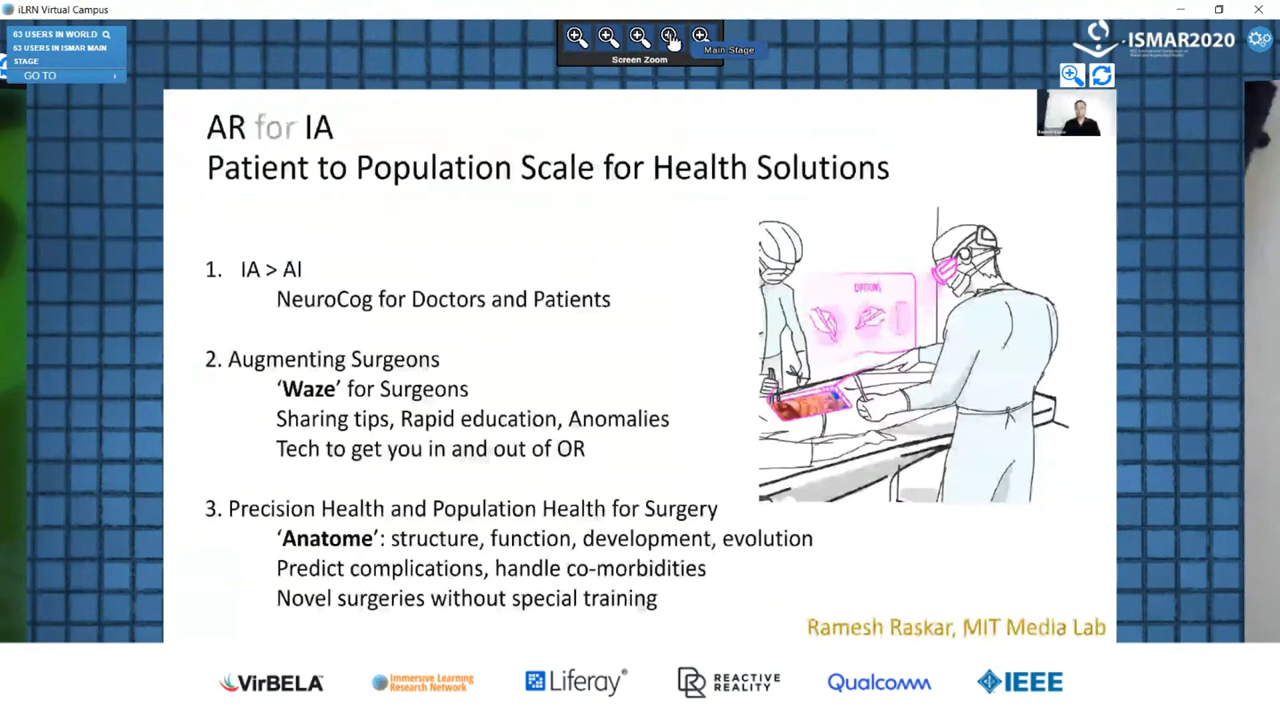 iLRN Virtual Campus
63 USERS IN WORLD
53 USERS IN ISMAR MAIN
STAGE
GO TO
Main Stage
Screen Zoom
ISMAR2020
AR for IA
Patient to Population Scale for Health Solutions
1. IA > AI
NeuroCog for Doctors and Patients
2. Augmenting Surgeons
‘Waze’ for Surgeons
Sharing tips, Rapid education, Anomalies
Tech to get you in and out of OR
OPTIONS
3. Precision Health and Population Health for Surgery
‘Anatome’: structure, function, development, evolution
Predict complications, handle co-morbidities
Novel surgeries without special training
Ramesh Raskar, MIT Media Lab
VIRBELA
Immersive Learning
Research Network
Liferay®
REACTIVE
REALITY
Qualcomm
IEEE